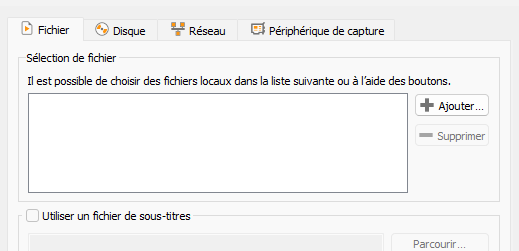 Fichier
Disque
Réseau
Périphérique de capture
Sélection de fichier
Il est possible de choisir des fichiers locaux dans la liste suivante ou à l'aide des boutons.
Ajouter...
Supprimer
Utiliser un fichier de sous-titres
Parcourir...